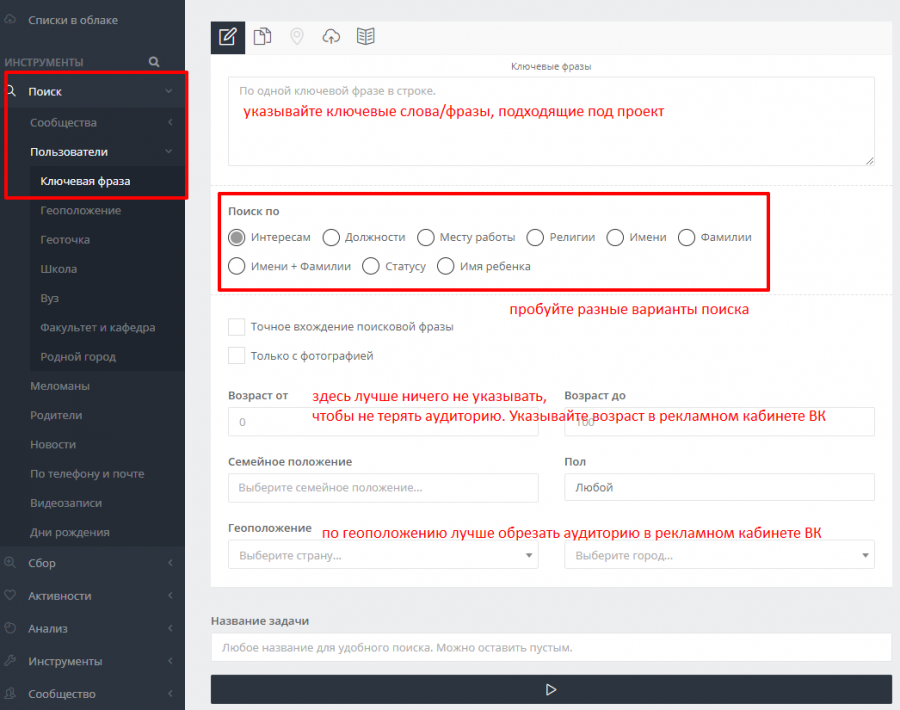 Списки в облаке
ИНСТРУМЕНТЫ
Поиск
Сообщества
Пользователи
Ключевая фраза
Геоположение
Геоточка
Школа
Вуз
Факультет и кафедра
Родной город
Меломаны
Родители
Новости
По телефону и почте
Видеозаписи
Дни рождения
Сбор
Активности
Анализ
Инструменты
Сообщество
Ключевые фразы
По одной ключевой фразе в строке.
указывайте ключевые слова/фразы, подходящие под проект
Поиск по
Интересам Должности Месту работы Религии Имени Фамилии
Имени + Фамилии Статусу Имя ребенка
пробуйте разные варианты поиска
Точное вхождение поисковой фразы
Только с фотографией
Возраст от Возраст до
здесь лучше ничего не указывать,
чтобы не терять аудиторию. Указывайте возраст в рекламном кабинете ВК
0 100
Семейное положение Пол
Выберите семейное положение... Любой
Геоположение
по геоположению лучше обрезать аудиторию в рекламном кабинете ВК
Выберите страну... Выберите город...
Название задачи
Любое название для удобного поиска. Можно оставить пустым.